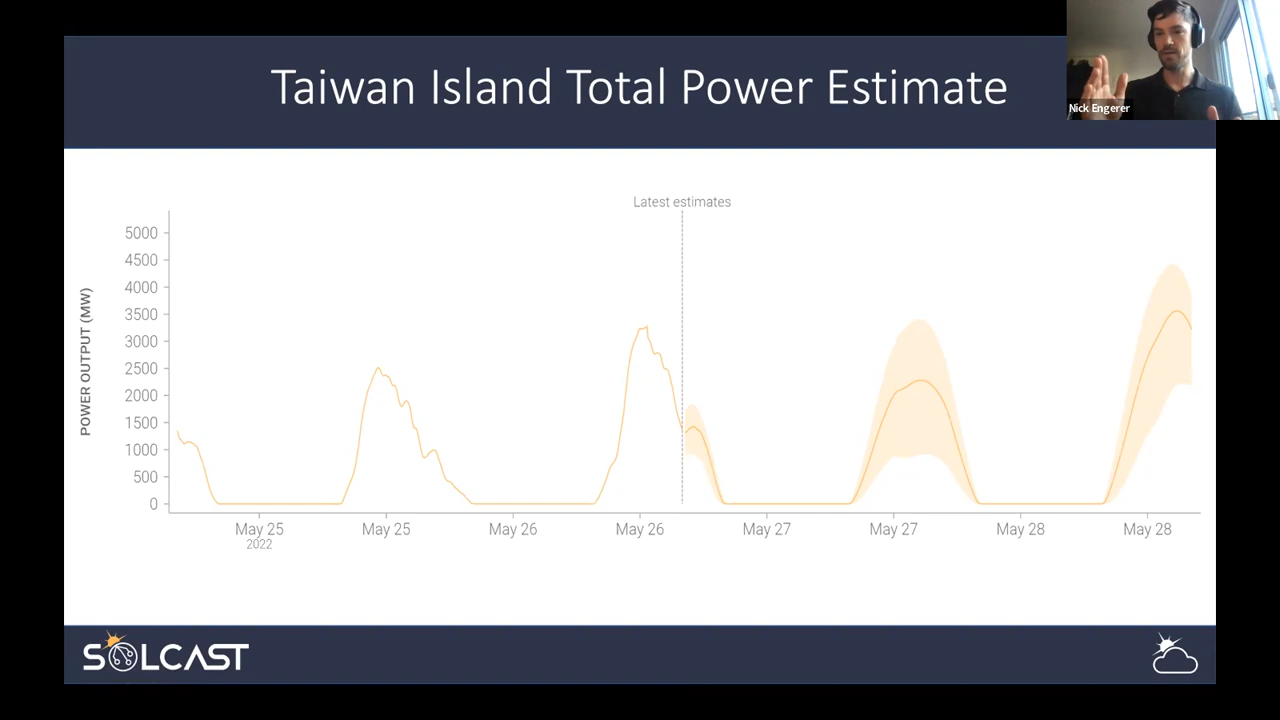 Taiwan Island Total Power Estimate
Nick Engerer
Latest estimates
POWER OUTPUT (MW)
5000
4500
4000
3500
3000
2500
2000
1500
1000
500
0
May 25 May 25 May 26 May 26 May 27 May 27 May 28 May 28
2022
SOLCAST